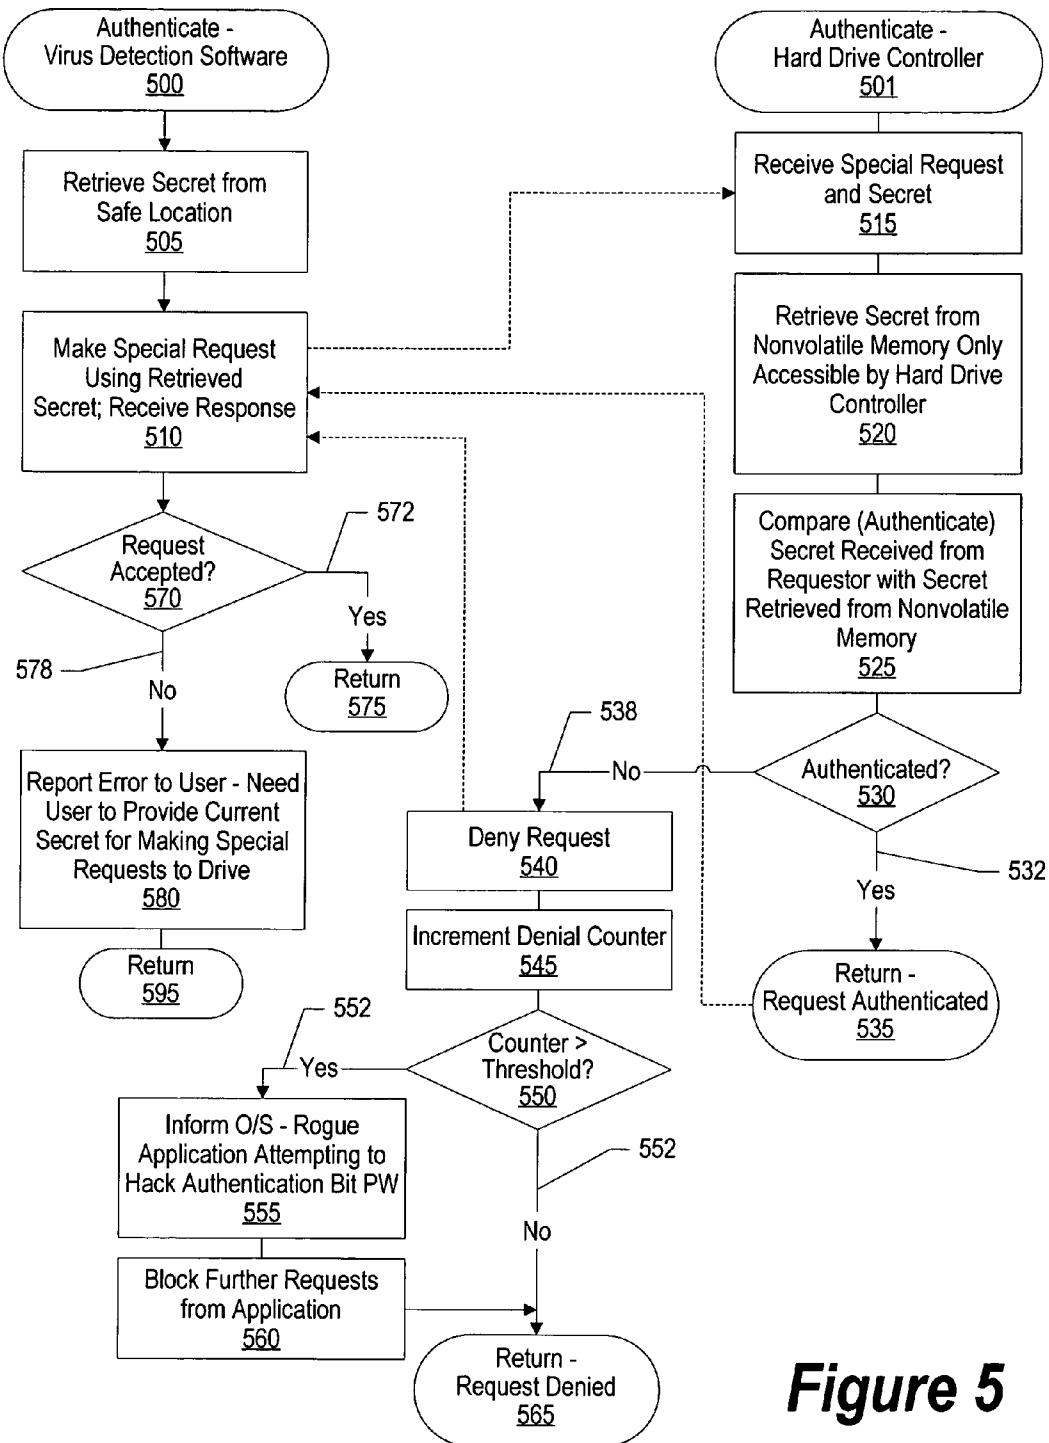 Authenticate -
Virus Detection Software
500
Retrieve Secret from
Safe Location
505
Make Special Request
Using Retrieved
Secret; Receive Response
510
Request
Accepted?
570
572
Yes
Return
575
578
No
Report Error to User - Need
User to Provide Current
Secret for Making Special
Requests to Drive
580
Return
595
Authenticate -
Hard Drive Controller
501
Receive Special Request
and Secret
515
Retrieve Secret from
Nonvolatile Memory Only
Accessible by Hard Drive
Controller
520
Compare (Authenticate)
Secret Received from
Requestor with Secret
Retrieved from Nonvolatile
Memory
525
Authenticated?
530
532
Yes
Return -
Request Authenticated
535
538
No
Deny Request
540
Increment Denial Counter
545
Counter >
Threshold?
550
552
Yes
Inform O/S - Rogue
Application Attempting to
Hack Authentication Bit PW
555
Block Further Requests
from Application
560
552
No
Return -
Request Denied
565
Figure 5